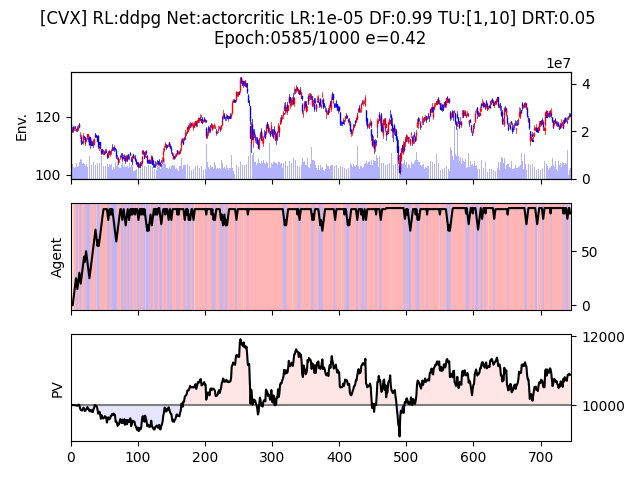 [CVX] RL:ddpg Net:actorcritic LR:1e-05 DF:0.99 TU:[1,10] DRT:0.05
Epoch:0585/1000 e=0.42
1e7
Env.
120
100
4
2
0
Agent
50
0
PV
12000
10000
0 100 200 300 400 500 600 700